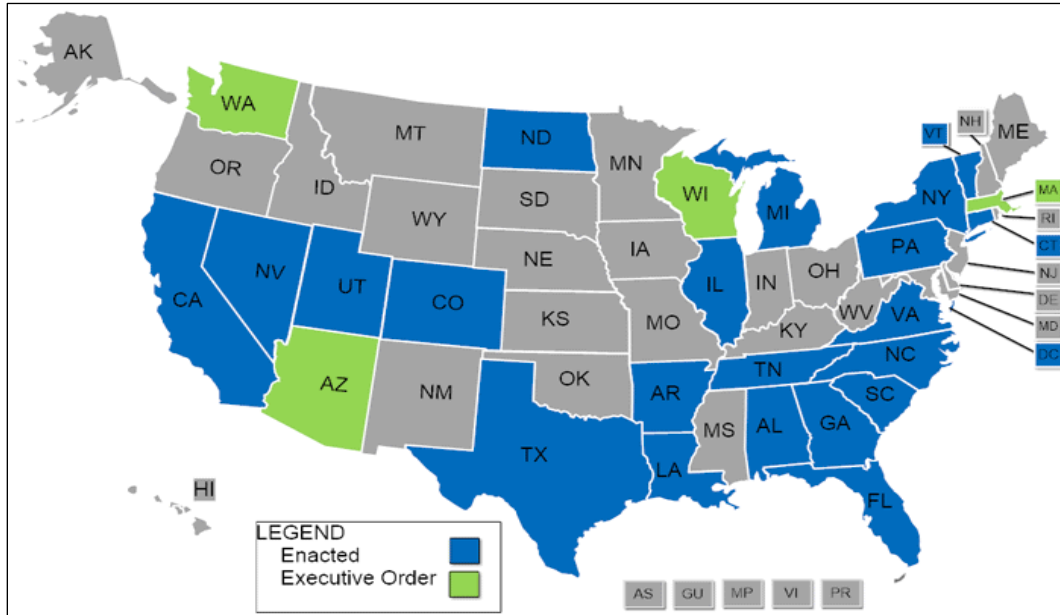 AK
WA
MT
ND
MN
VT
NH
ME
OR
ID
SD
WI
NY
MA
WY
MI
RI
IA
PA
CT
NE
NV
IL
IN
OH
NJ
CA
UT
CO
DE
WV
VA
KS
MO
KY
MD
DC
NC
TN
AZ
NM
OK
AR
SC
MS
AL
GA
TX
LA
HI
FL
LEGEND
Enacted
Executive Order
AS GU MP VI PR